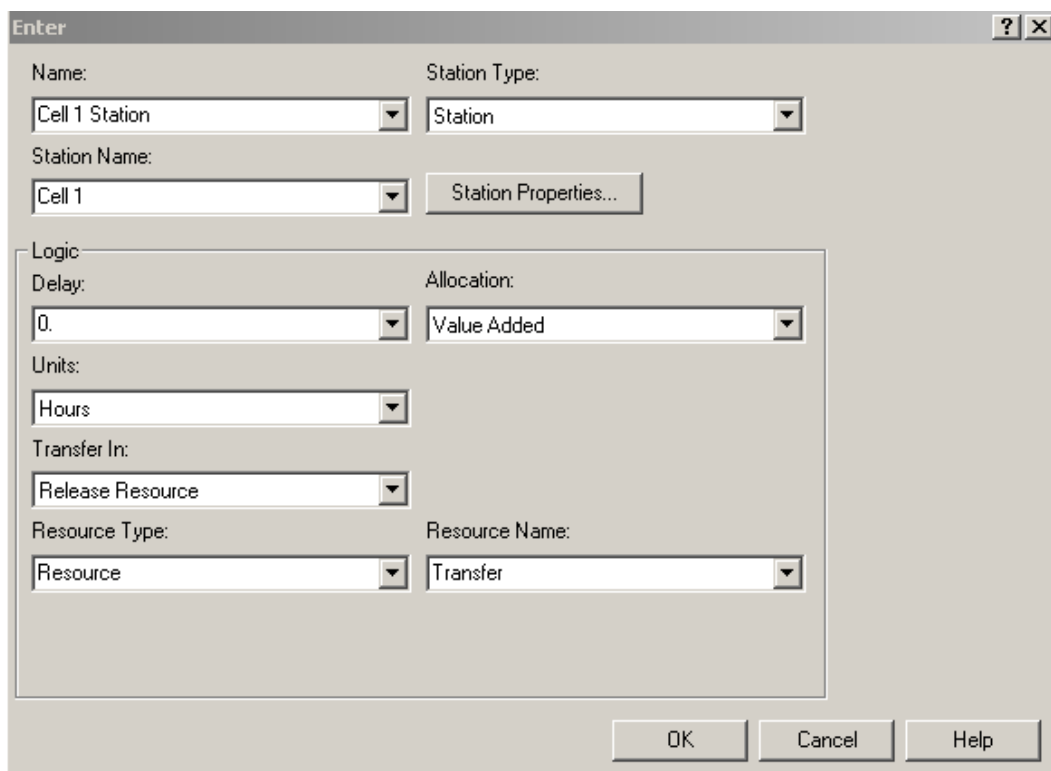 Enter
Name: Station Type:
Cell 1 Station Station
Station Name:
Cell 1 Station Properties...
Logic
Delay: Allocation:
0. Value Added
Units:
Hours
Transfer In:
Release Resource
Resource Type: Resource Name:
Resource Transfer
OK Cancel Help